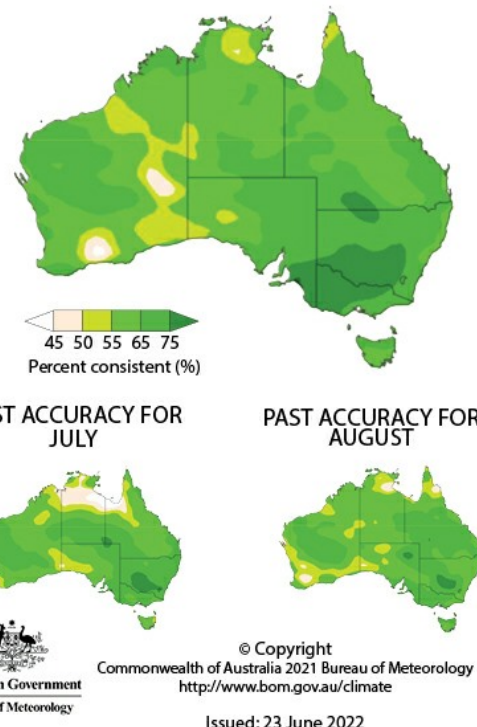 45 50 55 65 75
Percent consistent (%)
ST ACCURACY FOR
JULY
PAST ACCURACY FOR
AUGUST
n Government
f Meteorology
© Copyright
Commonwealth of Australia 2021 Bureau of Meteorology
http://www.bom.gov.au/climate
Issued: 23 June 2022